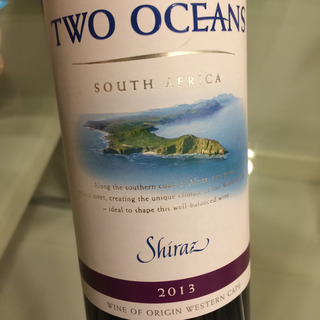 TWO OCEANS
SOUTH AFRICA
Along the southern
meet, creating the unique
– ideal to shape this well-balanced wine
Shiraz
2013
WINE OF ORIGIN WESTERN CAPE